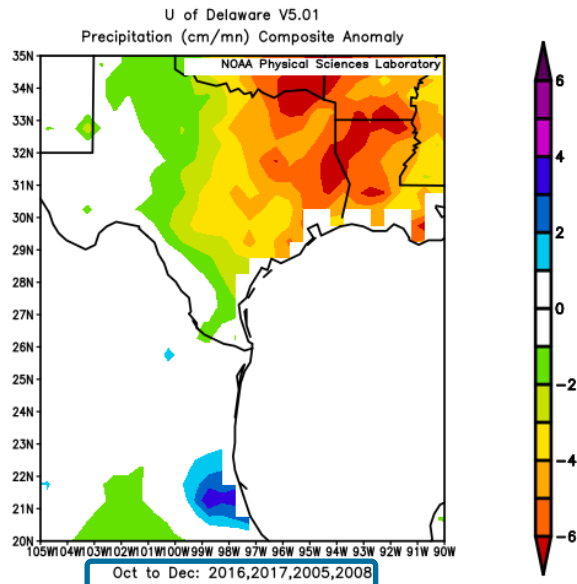 U of Delaware V5.01
Precipitation (cm/mn) Composite Anomaly
NOAA Physical Sciences Laboratory
35N
34N
33N
32N
31N
30N
29N
28N
27N
26N
25N
24N
23N
22N
21N
20N
105W 104W 103W 102W 101W 100W 99W 98W 97W 96W 95W 94W 93W 92W 91W 90W
6
4
2
0
-2
-4
-6
Oct to Dec: 2016,2017,2005,2008